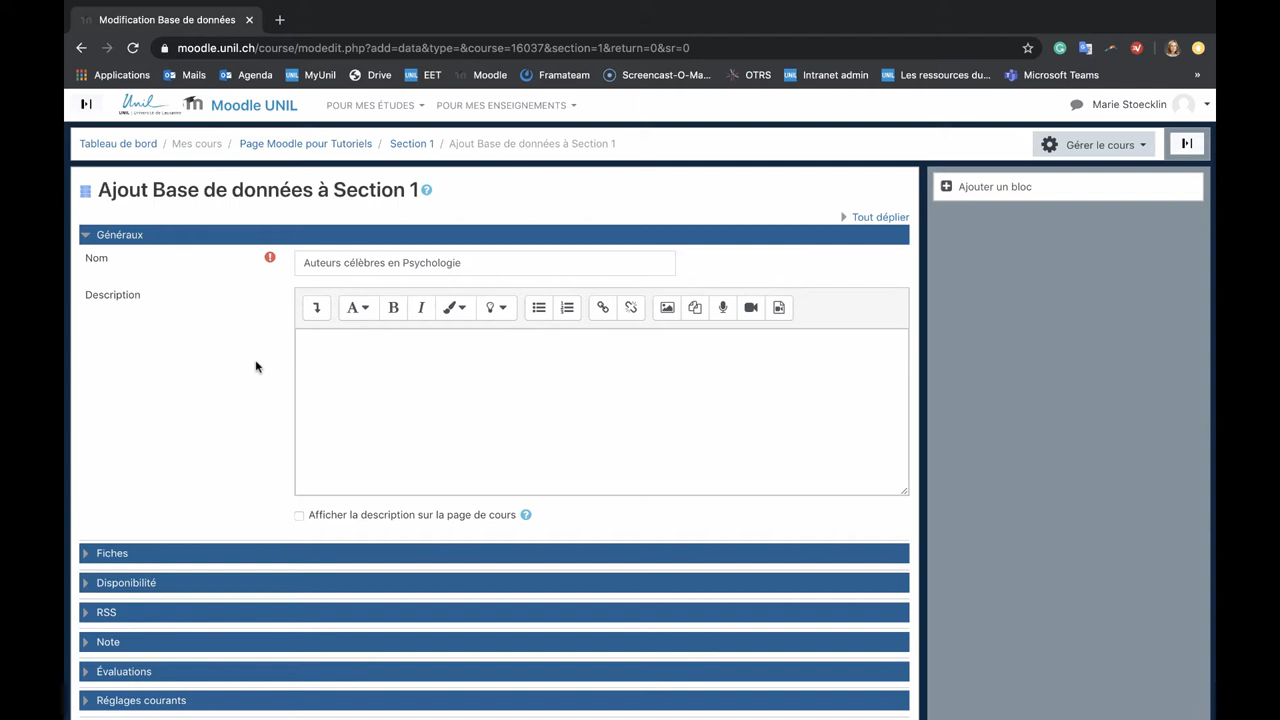 Modification Base de données
moodle.unil.ch/course/modedit.php?add=data&type=&course=16037&section=1&return=0&sr=0
Applications Mails Agenda MyUnil Drive EET Moodle Framateam Screencast-O-Ma... OTRS Intranet admin Les ressources du... Microsoft Teams »
Unil
UNIL | Université de Lausanne
Moodle UNIL POUR MES ÉTUDES POUR MES ENSEIGNEMENTS Marie Stoecklin
Tableau de bord / Mes cours / Page Moodle pour Tutoriels / Section 1 / Ajout Base de données à Section 1 Gérer le cours
Ajout Base de données à Section 1
Ajouter un bloc
Tout déplier
Généraux
Nom Auteurs célèbres en Psychologie
Description
Afficher la description sur la page de cours
Fiches
Disponibilité
RSS
Note
Évaluations
Réglages courants